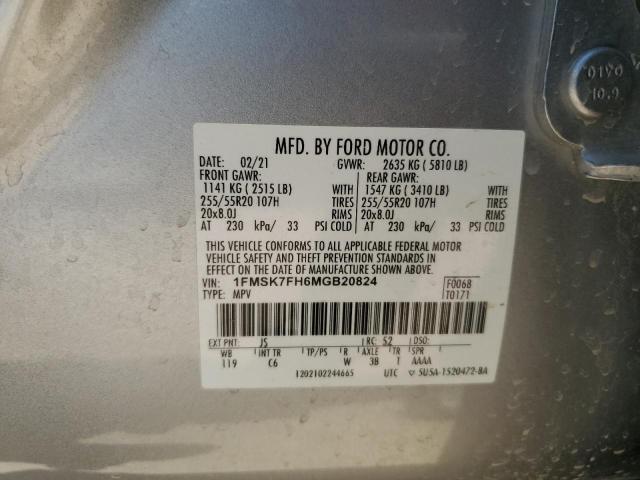 0190
10.9
MFD. BY FORD MOTOR CO.
DATE: 02/21 GVWR: 2635 KG ( 5810 LB)
FRONT GAWR: REAR GAWR:
1141 KG ( 2515 LB) WITH 1547 KG ( 3410 LB) WITH
255/55R20 107H TIRES 255/55R20 107H TIRES
20x8.0J RIMS 20x8.0J RIMS
AT 230 kPa/ 33 PSI COLD AT 230 kPa/ 33 PSI COLD
THIS VEHICLE CONFORMS TO ALL APPLICABLE FEDERAL MOTOR
VEHICLE SAFETY AND THEFT PREVENTION STANDARDS IN
EFFECT ON THE DATE OF MANUFACTURE SHOWN ABOVE.
VIN: 1FMSK7FH6MGB20824 F0068
TYPE: MPV T0171
EXT PNT: JS RC: 52 DSO:
WB INT TR TP/PS R AXLE TR SPR
119 C6 W 3B T AAAA
1202102244665 UTC 5U5A-1520472-BA